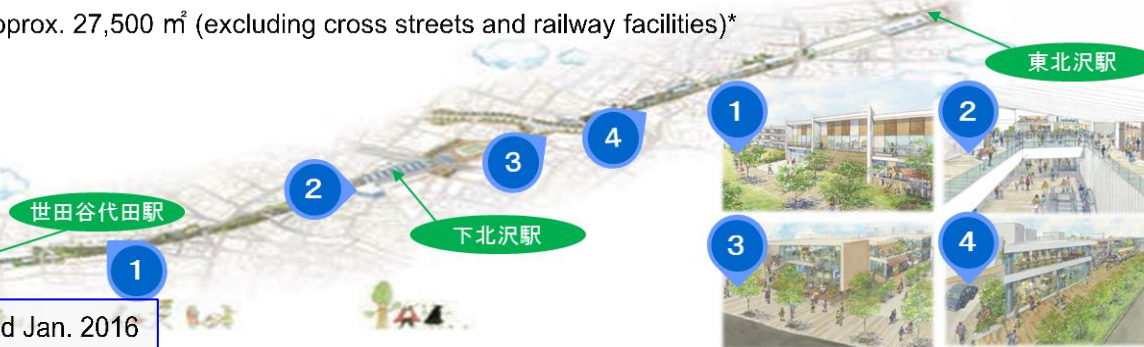 pprox. 27,500 ㎡ (excluding cross streets and railway facilities)*
東北沢駅
1
2
4
3
2
世田谷代田駅
下北沢駅
1
3
4
d Jan. 2016